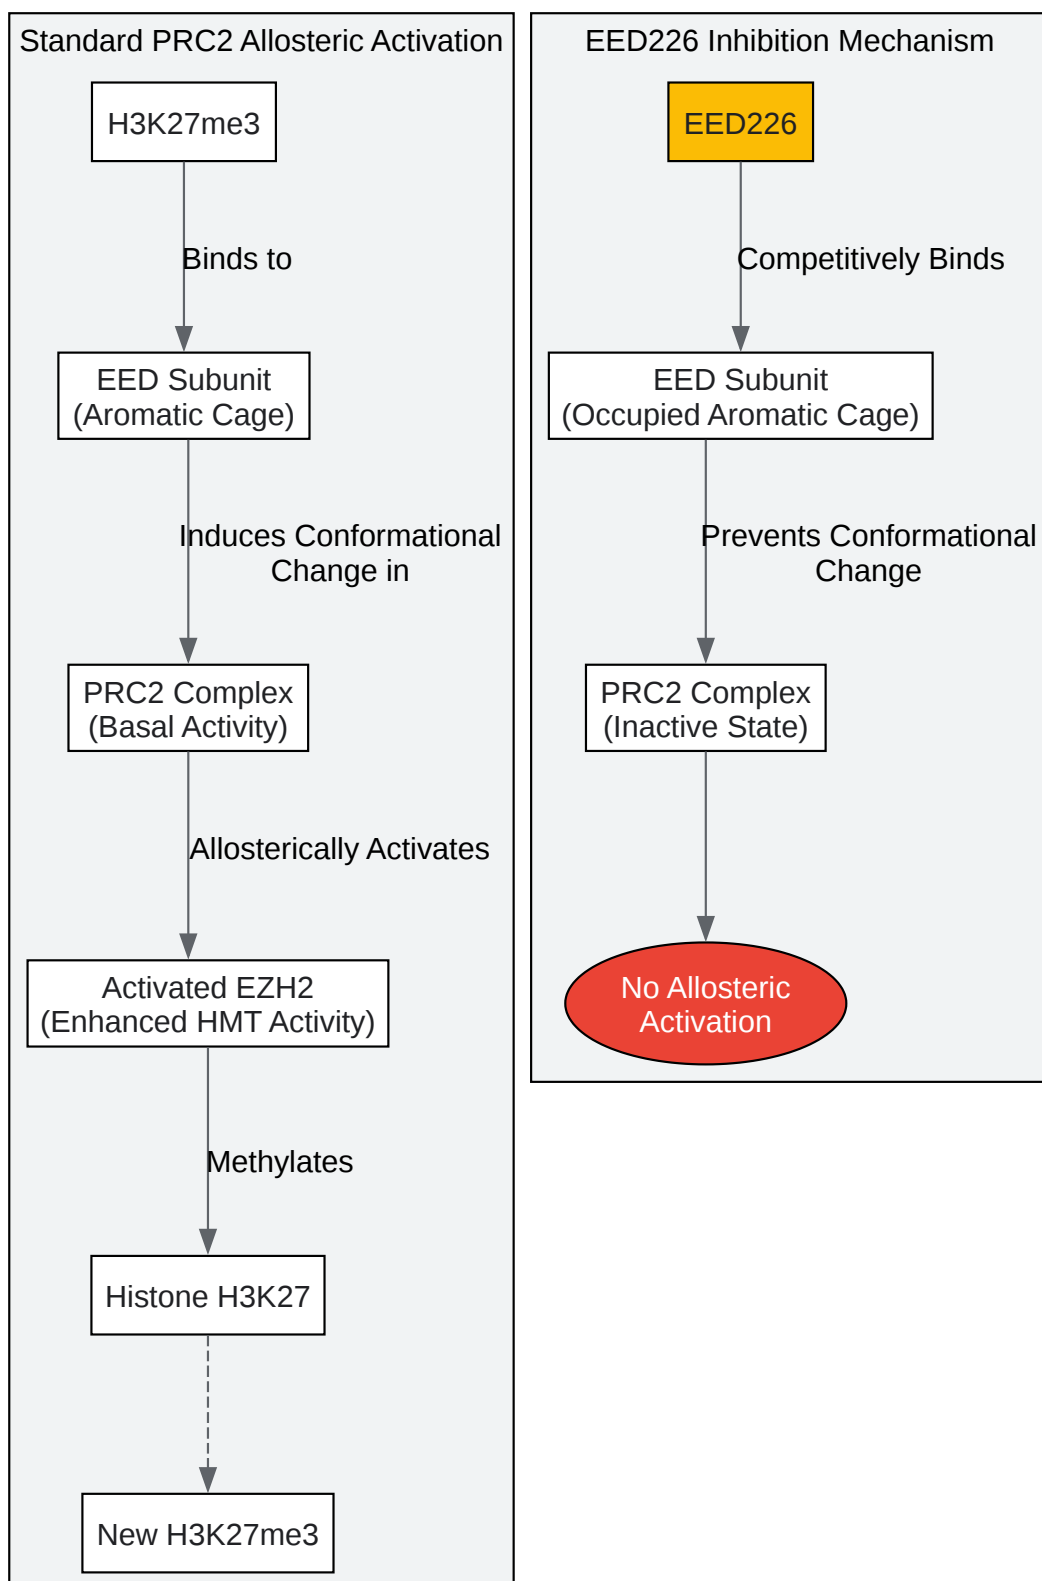 Standard PRC2 Allosteric Activation
H3K27me3
Binds to
EED Subunit
(Aromatic Cage)
Induces Conformational
Change in
PRC2 Complex
(Basal Activity)
Allosterically Activates
Activated EZH2
(Enhanced HMT Activity)
Methylates
Histone H3K27
New H3K27me3
EED226 Inhibition Mechanism
EED226
Competitively Binds
EED Subunit
(Occupied Aromatic Cage)
Prevents Conformational
Change
PRC2 Complex
(Inactive State)
No Allosteric
Activation